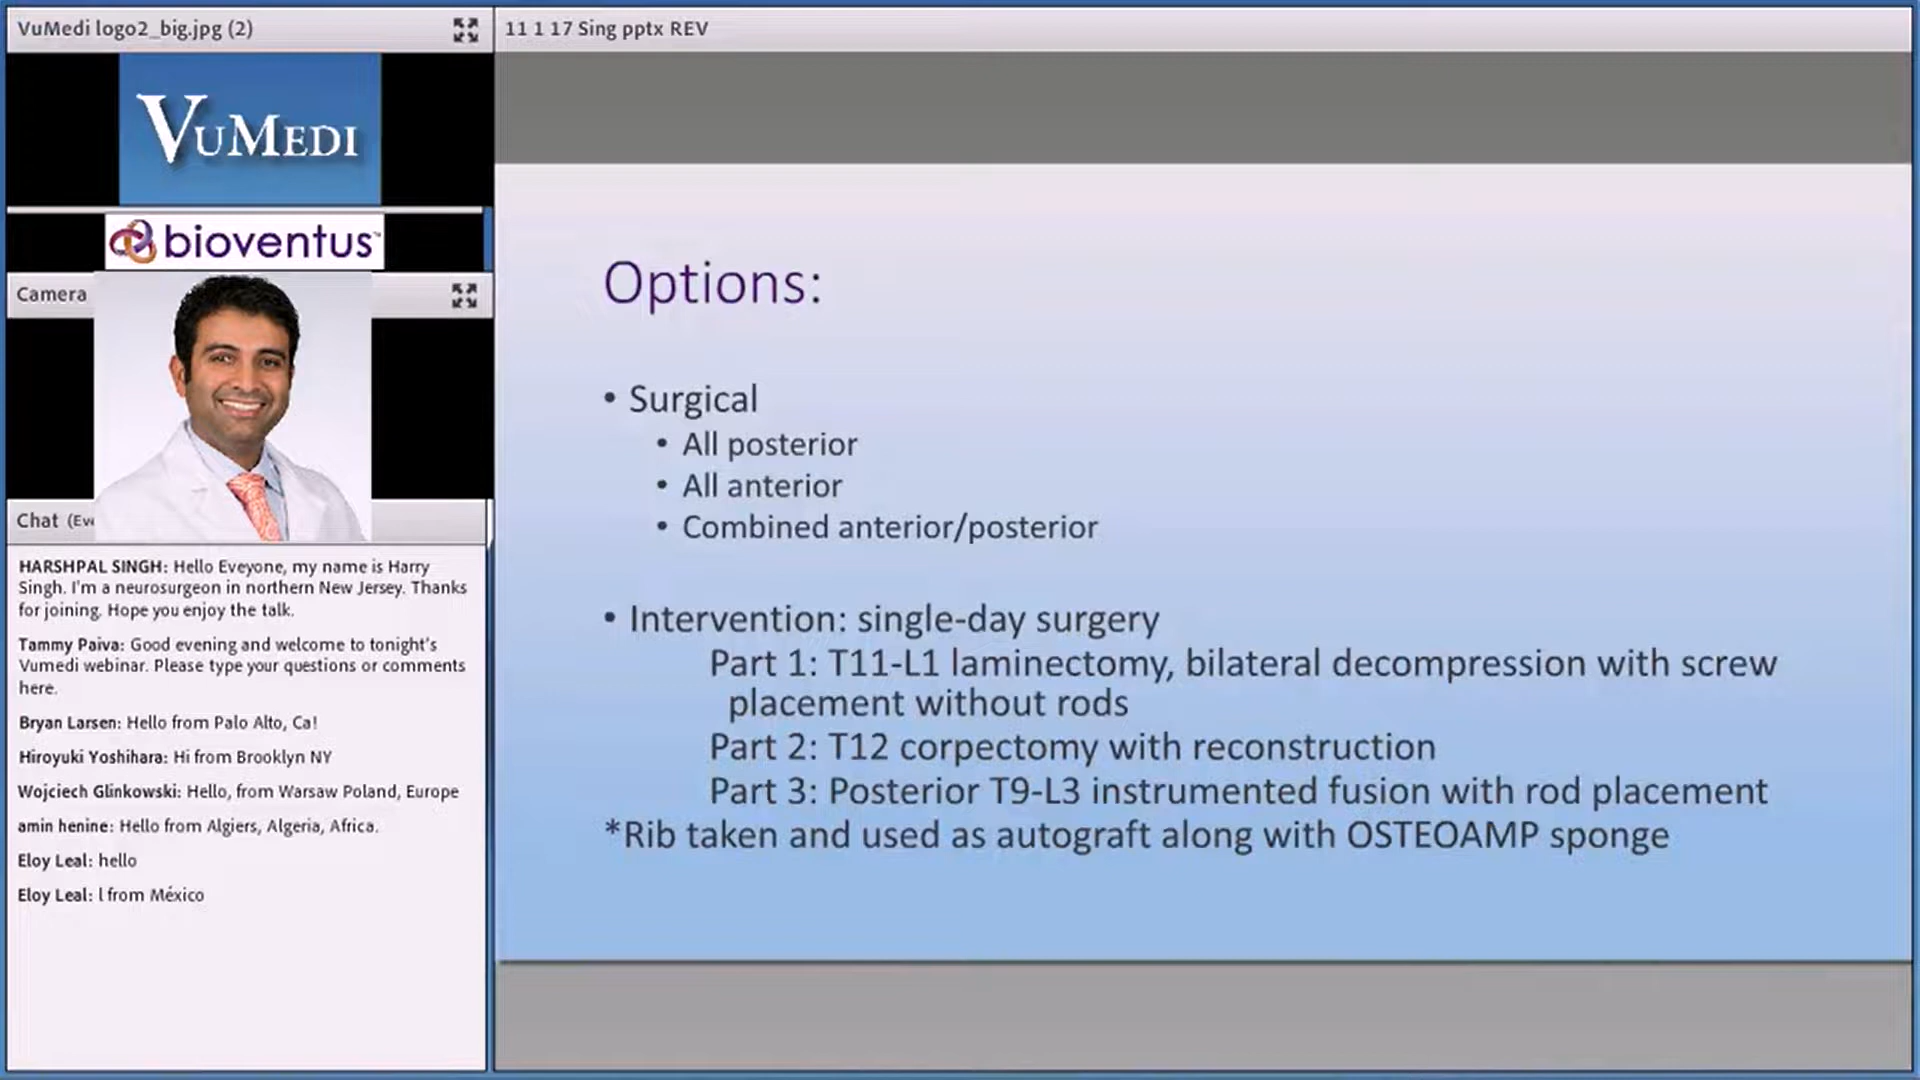 VuMedi logo2_big.jpg (2)
11 1 17 Sing pptx REV
VUMEDI
bioventus™
Camera
Chat (Eve
HARSHPAL SINGH: Hello Eveyone, my name is Harry
Singh. I'm a neurosurgeon in northern New Jersey. Thanks
for joining. Hope you enjoy the talk.
Tammy Paiva: Good evening and welcome to tonight's
Vumedi webinar. Please type your questions or comments
here.
Bryan Larsen: Hello from Palo Alto, Ca!
Hiroyuki Yoshihara: Hi from Brooklyn NY
Wojciech Glinkowski: Hello, from Warsaw Poland, Europe
amin henine: Hello from Algiers, Algeria, Africa.
Eloy Leal: hello
Eloy Leal: l from México
Options:
• Surgical
• All posterior
• All anterior
• Combined anterior/posterior
• Intervention: single-day surgery
Part 1: T11-L1 laminectomy, bilateral decompression with screw
placement without rods
Part 2: T12 corpectomy with reconstruction
Part 3: Posterior T9-L3 instrumented fusion with rod placement
*Rib taken and used as autograft along with OSTEOAMP sponge